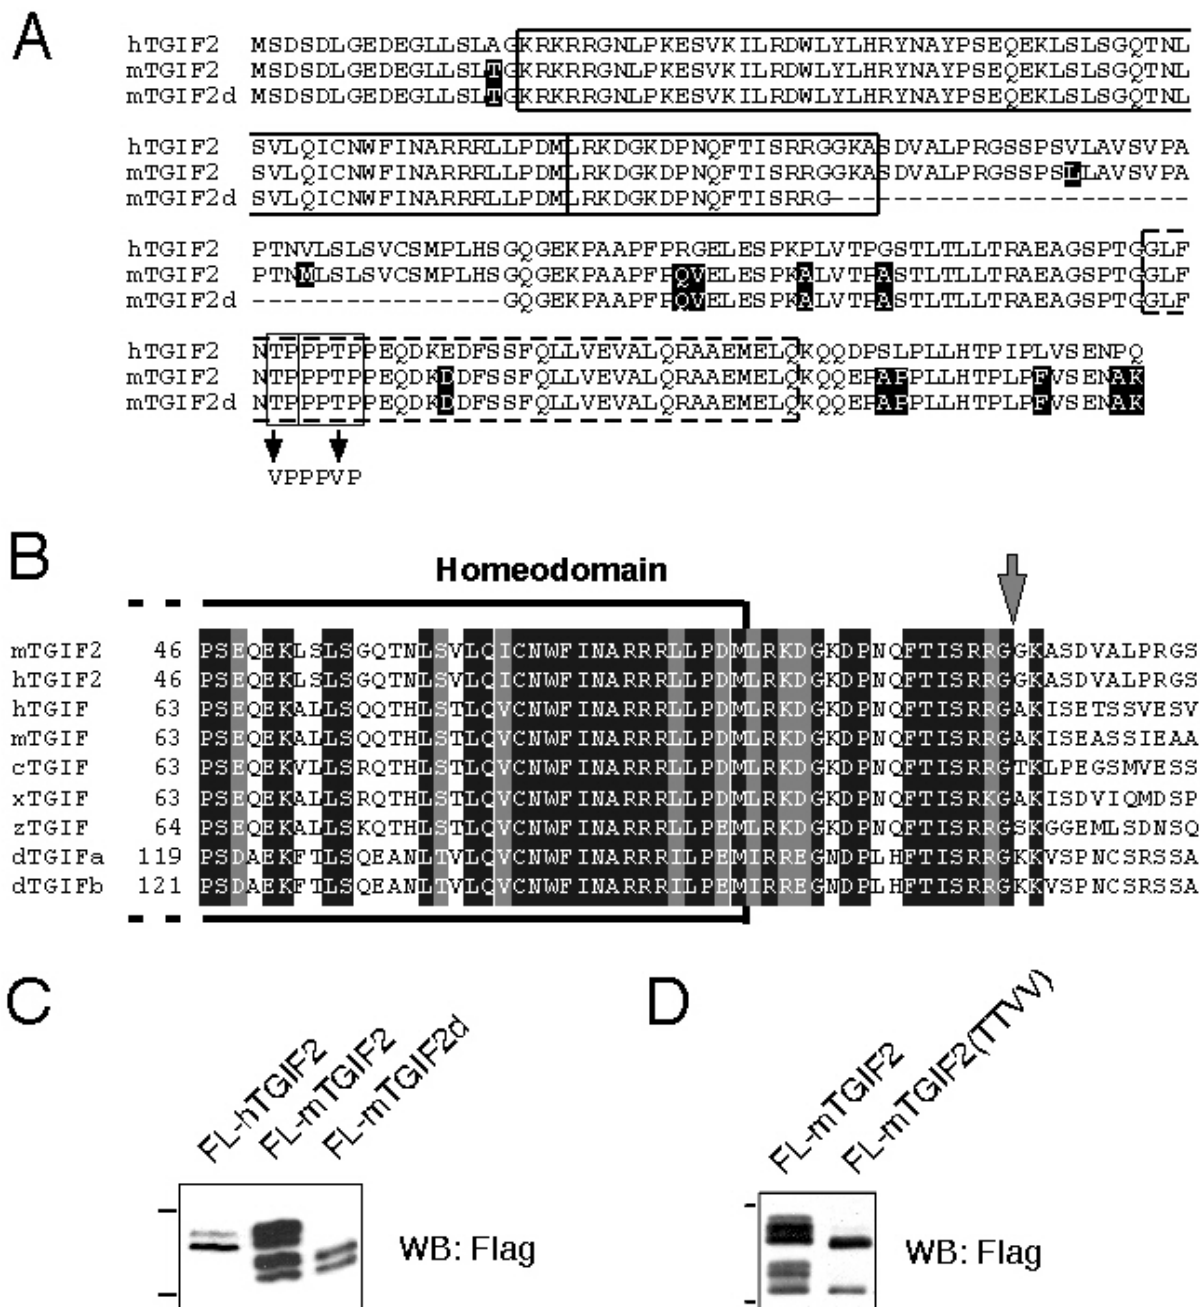 A
hTGIF2 MSDSDLGEDEGLLSLAGKRKRRGNLPKESVKILRDWLYLHRYNAYPSEQEKLSLSGQTNL
mTGIF2 MSDSDLGEDEGLLSLTGKRKRRGNLPKESVKILRDWLYLHRYNAYPSEQEKLSLSGQTNL
mTGIF2d MSDSDLGEDEGLLSLTGKRKRRGNLPKESVKILRDWLYLHRYNAYPSEQEKLSLSGQTNL
hTGIF2 SVLQICNWFINARRRLLPDMLRKDGKDPNQFTISRRGGKASDVALPRGSSPSVLAVSVPA
mTGIF2 SVLQICNWFINARRRLLPDMLRKDGKDPNQFTISRRGGKASDVALPRGSSPSLLAVSVPA
mTGIF2d SVLQICNWFINARRRLLPDMLRKDGKDPNQFTISRRG-----------------------
hTGIF2 PTNVLSLSVCSMPLHSGQGEKPAAPFPRGELESPKPLVTPGSTLTLLTRAEAGSPTGGLF
mTGIF2 PTNMLSLSVCSMPLHSGQGEKPAAPFPQVELESPKALVTPASTLTLLTRAEAGSPTGGLF
mTGIF2d ----------------GQGEKPAAPFPQVELESPKALVTPASTLTLLTRAEAGSPTGGLF
hTGIF2 NTPPPTPPEQDKEDFSSFQLLVEVALQRAAEMELQKQQDPSLPLLHTPIPLVSENPQ
mTGIF2 NTPPPTPPEQDKDDFSSFQLLVEVALQRAAEMELQKQQEPAPPLLHTPLPFVSENAK
mTGIF2d NTPPPTPPEQDKDDFSSFQLLVEVALQRAAEMELQKQQEPAPPLLHTPLPFVSENAK
VPPPVP
B
Homeodomain
mTGIF2 46 PSEQEKLSLSGQTNLSVLQICNWFINARRRLLPDMLRKDGKDPNQFTISRRGGKASDVALPRGS
hTGIF2 46 PSEQEKLSLSGQTNLSVLQICNWFINARRRLLPDMLRKDGKDPNQFTISRRGGKASDVALPRGS
hTGIF 63 PSEQEKALLSQQTHLSTLQVCNWFINARRRLLPDMLRKDGKDPNQFTISRRGAKISETSSVESV
mTGIF 63 PSEQEKALLSQQTHLSTLQVCNWFINARRRLLPDMLRKDGKDPNQFTISRRGAKISEASSIEAA
cTGIF 63 PSEQEKVLLSRQTHLSTLQVCNWFINARRRLLPDMLRKDGKDPNQFTISRRGTKLPEGSMVESS
xTGIF 63 PSEQEKALLSRQTHLSTLQVCNWFINARRRLLPDMLRKDGKDPNQFTISRKGAKISDVIQMDSP
zTGIF 64 PSEQEKALLSKQTHLSTLQVCNWFINARRRLLPEMLRKDGKDPNQFTISRRGSKGGEMLSDNSQ
dTGIFa 119 PSDAEKFTLSQEANLTVLQVCNWFINARRRILPEMIRREGNDPLHFTISRRGKKVSPNCSRSSA
dTGIFb 121 PSDAEKFTLSQEANLTVLQVCNWFINARRRILPEMIRREGNDPLHFTISRRGKKVSPNCSRSSA
C
FL-hTGIF2
FL-mTGIF2
FL-mTGIF2d
WB: Flag
D
FL-mTGIF2
FL-mTGIF2(TTVV)
WB: Flag